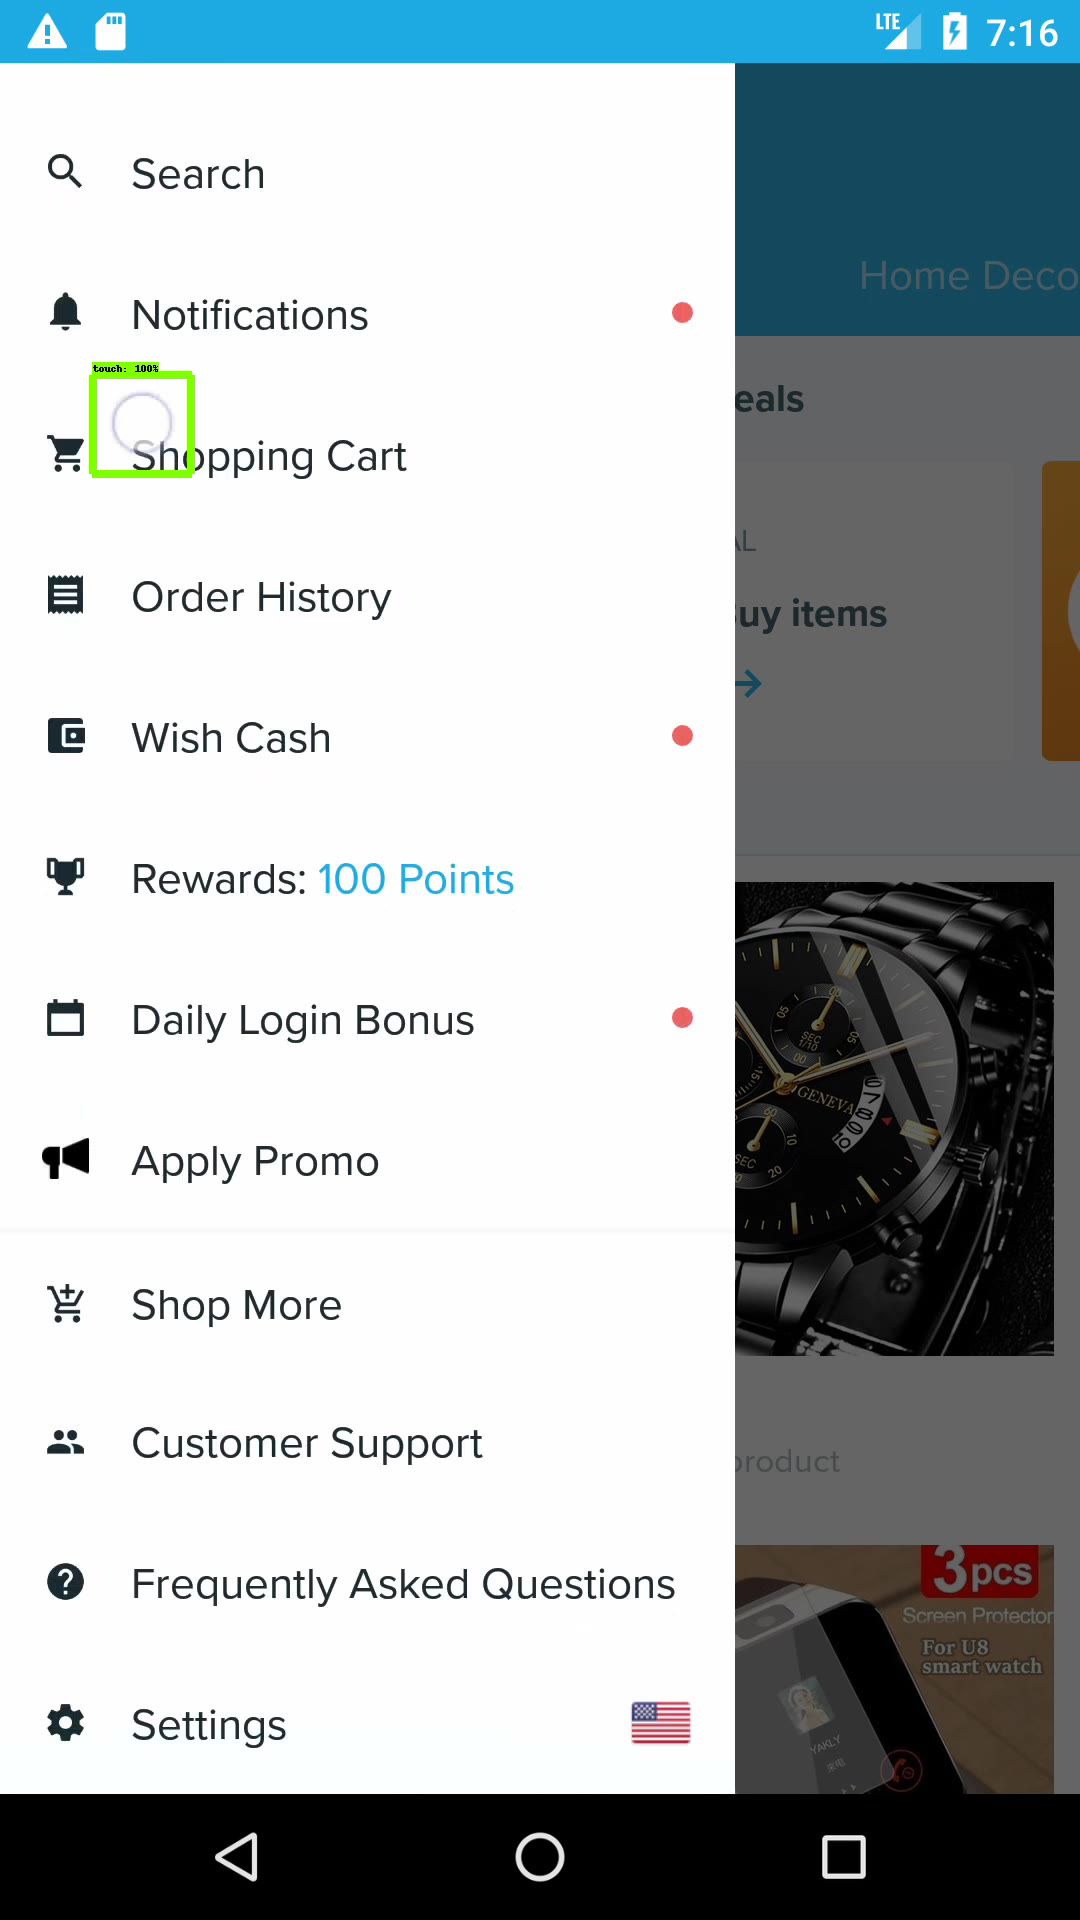 LTE 7:16
Search
Home Deco
Notifications
touch: 100%
eals
Shopping Cart
AL
Order History
uy items
Wish Cash
Rewards: 100 Points
Daily Login Bonus
GENEVA
Apply Promo
Shop More
Customer Support
product
3pcs
Frequently Asked Questions
Screen Protector
For U8
smart watch
Settings
YAKLY